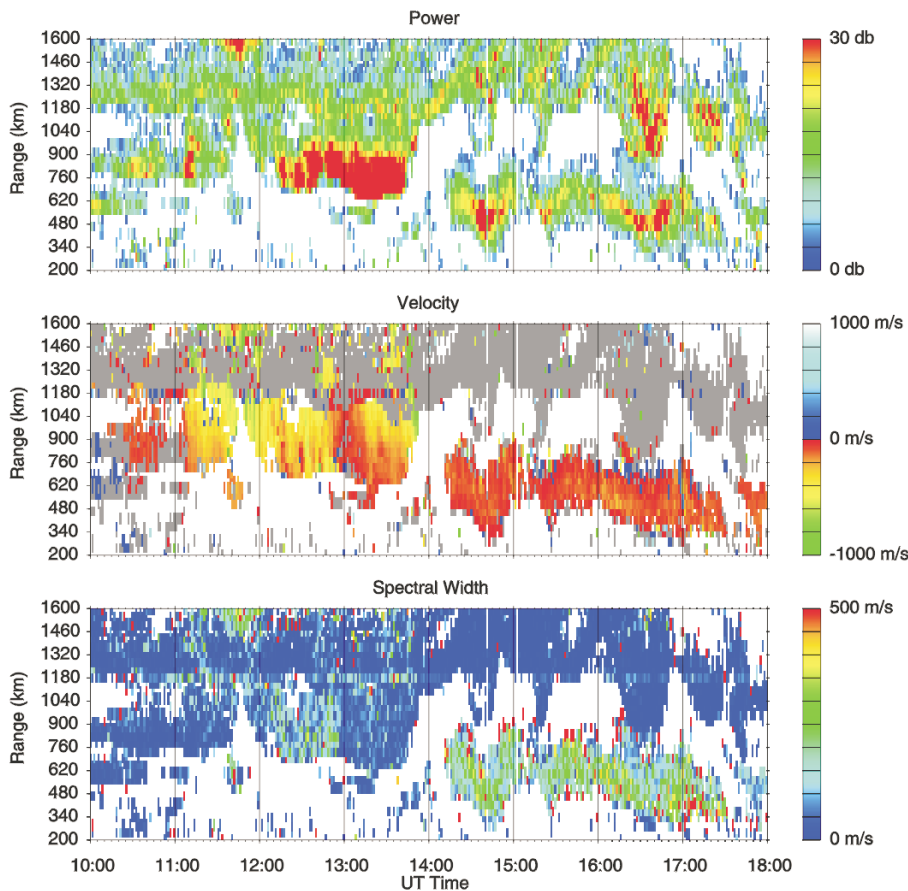 Power
Range (km)
1600
1460
1320
1180
1040
900
760
620
480
340
200
30 db
0 db
Velocity
Range (km)
1600
1460
1320
1180
1040
900
760
620
480
340
200
1000 m/s
0 m/s
-1000 m/s
Spectral Width
Range (km)
1600
1460
1320
1180
1040
900
760
620
480
340
200
500 m/s
0 m/s
10:00 11:00 12:00 13:00 14:00 15:00 16:00 17:00 18:00
UT Time